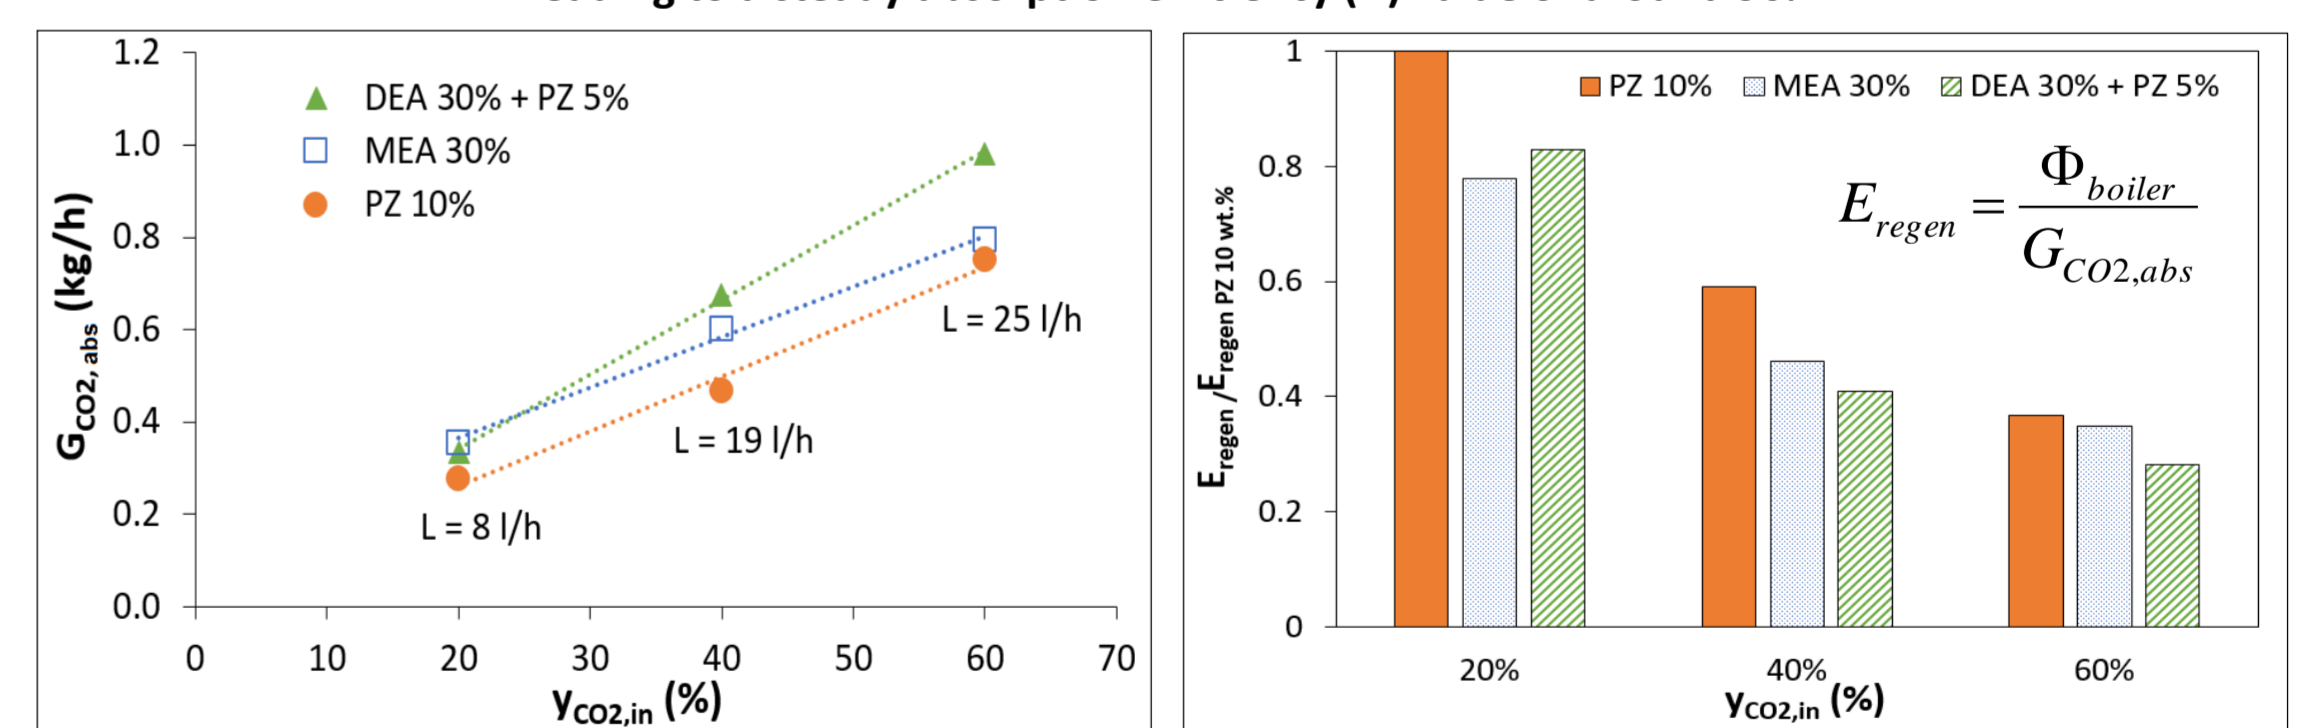 1.2
1.0
0.8
0.6
0.4
0.2
0.0
G_CO2,abs (kg/h)
DEA 30% + PZ 5%
MEA 30%
PZ 10%
L = 8 l/h
L = 19 l/h
L = 25 l/h
0 10 20 30 40 50 60 70
y_CO2,in (%)
1
0.8
0.6
0.4
0.2
0
E_regen /E_regen PZ 10 wt.%
PZ 10% MEA 30% DEA 30% + PZ 5%
E_regen = Φ_boiler / G_CO2,abs
20% 40% 60%
y_CO2,in (%)